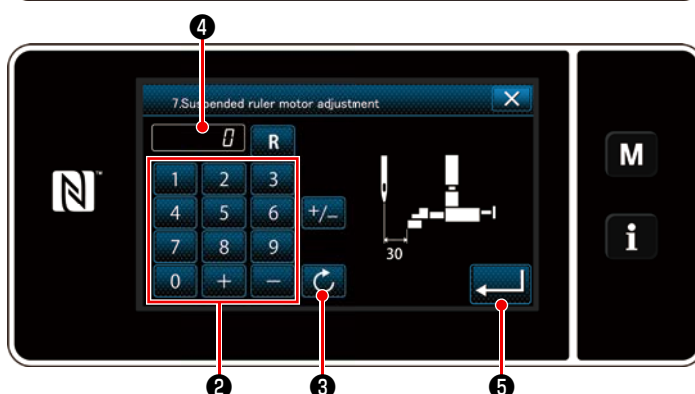 ❹
7.Suspended ruler motor adjustment
0 R
1 2 3
4 5 6 +/−
7 8 9
0 + −
30
M
i
N™
❷ ❸ ❺